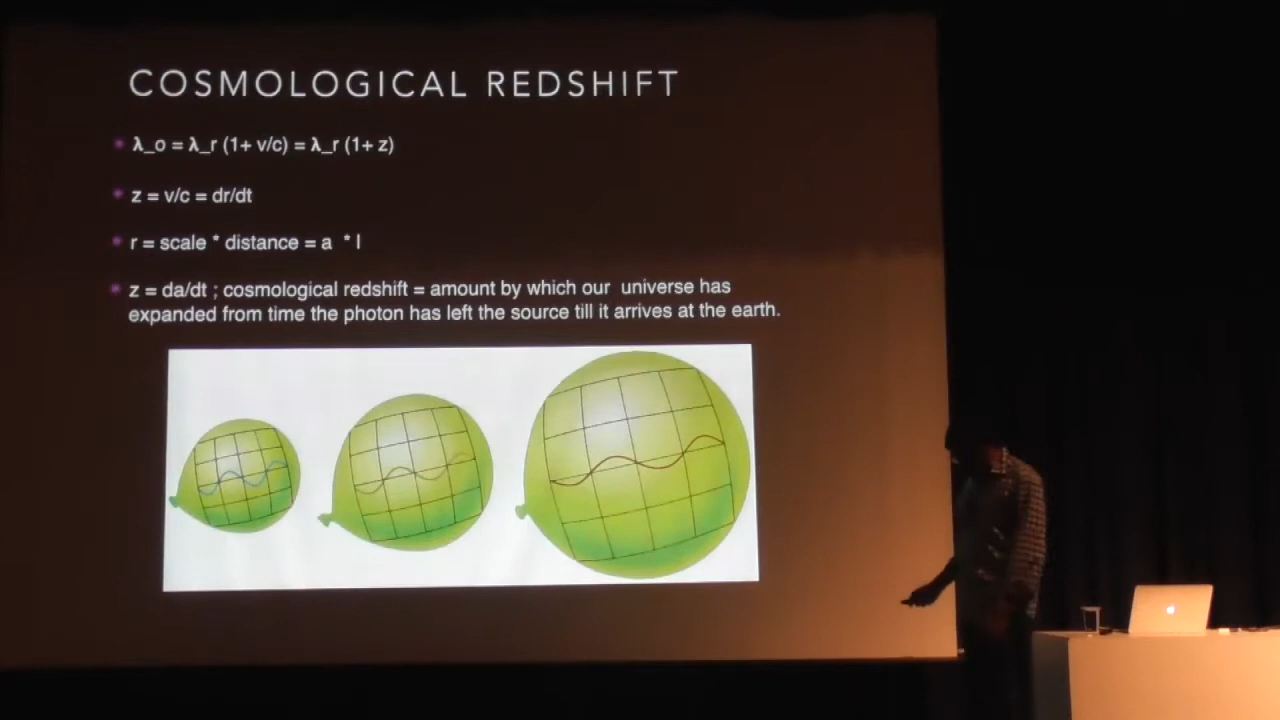 COSMOLOGICAL REDSHIFT
λ_o = λ_r (1+ v/c) = λ_r (1+ z)
z = v/c = dr/dt
r = scale * distance = a * l
z = da/dt ; cosmological redshift = amount by which our universe has
expanded from time the photon has left the source till it arrives at the earth.